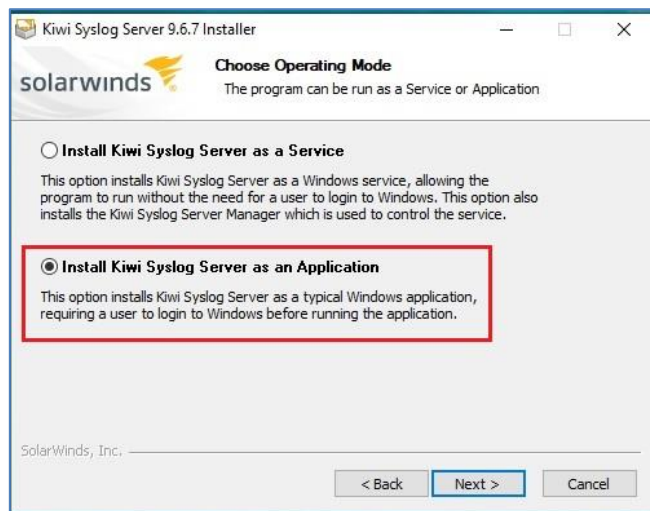 Kiwi Syslog Server 9.6.7 Installer
solarwinds
Choose Operating Mode
The program can be run as a Service or Application
Install Kiwi Syslog Server as a Service
This option installs Kiwi Syslog Server as a Windows service, allowing the
program to run without the need for a user to login to Windows. This option also
installs the Kiwi Syslog Server Manager which is used to control the service.
Install Kiwi Syslog Server as an Application
This option installs Kiwi Syslog Server as a typical Windows application,
requiring a user to login to Windows before running the application.
SolarWinds, Inc.
< Back Next > Cancel